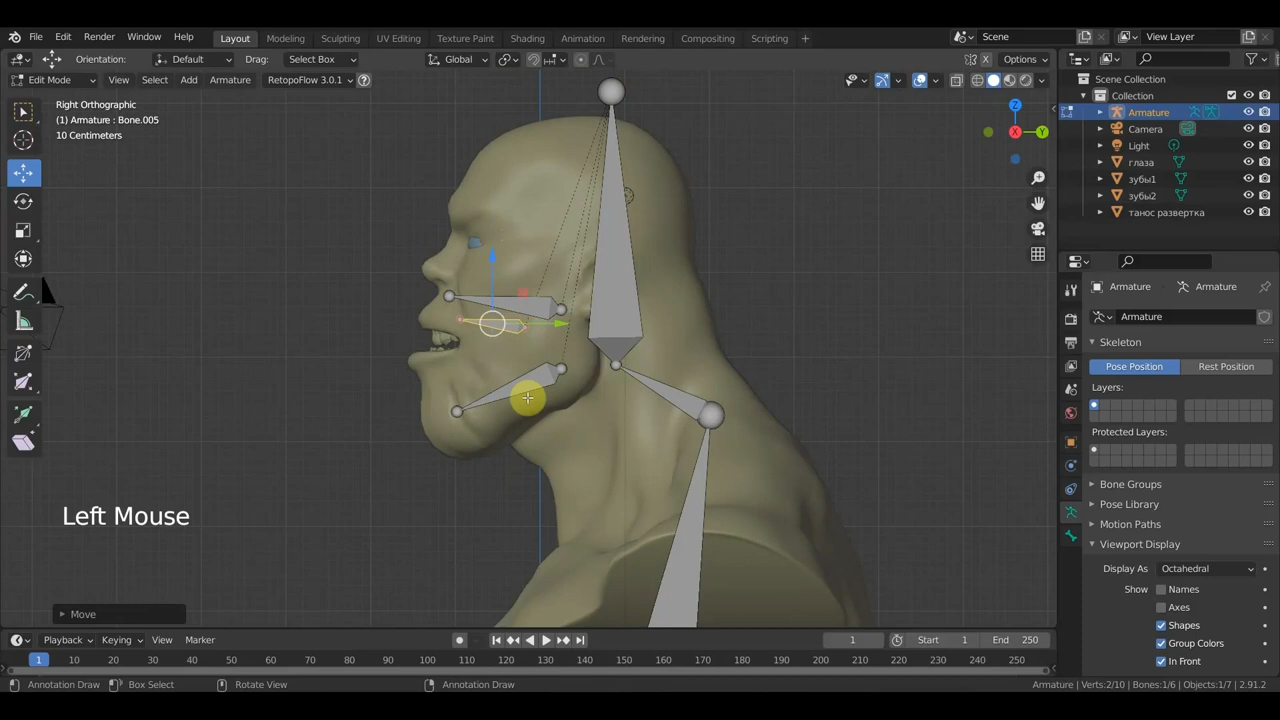 File Edit Render Window Help Layout Modeling Sculpting UV Editing Texture Paint Shading Animation Rendering Compositing Scripting + Scene View Layer
Orientation: Default Drag: Select Box Global X Options
Edit Mode View Select Add Armature RetopoFlow 3.0.1
Right Orthographic
(1) Armature : Bone.005
10 Centimeters
Z
X
Y
Scene Collection
Collection
Armature
Camera
Light
глаза
зубы1
зубы2
танос развертка
Armature Armature
Armature
Skeleton
Pose Position Rest Position
Layers:
Protected Layers:
Bone Groups
Pose Library
Motion Paths
Viewport Display
Display As Octahedral
Show Names
Axes
Shapes
Group Colors
In Front
Left Mouse
Move
Playback Keying View Marker 1 Start 1 End 250
1 10 20 30 40 50 60 70 80 90 100 110 120 130 140 150 160 170 180 190 200 210 220 230 240 250
Annotation Draw Box Select Rotate View Annotation Draw Armature | Verts:2/10 | Bones:1/6 | Objects:1/7 | 2.91.2